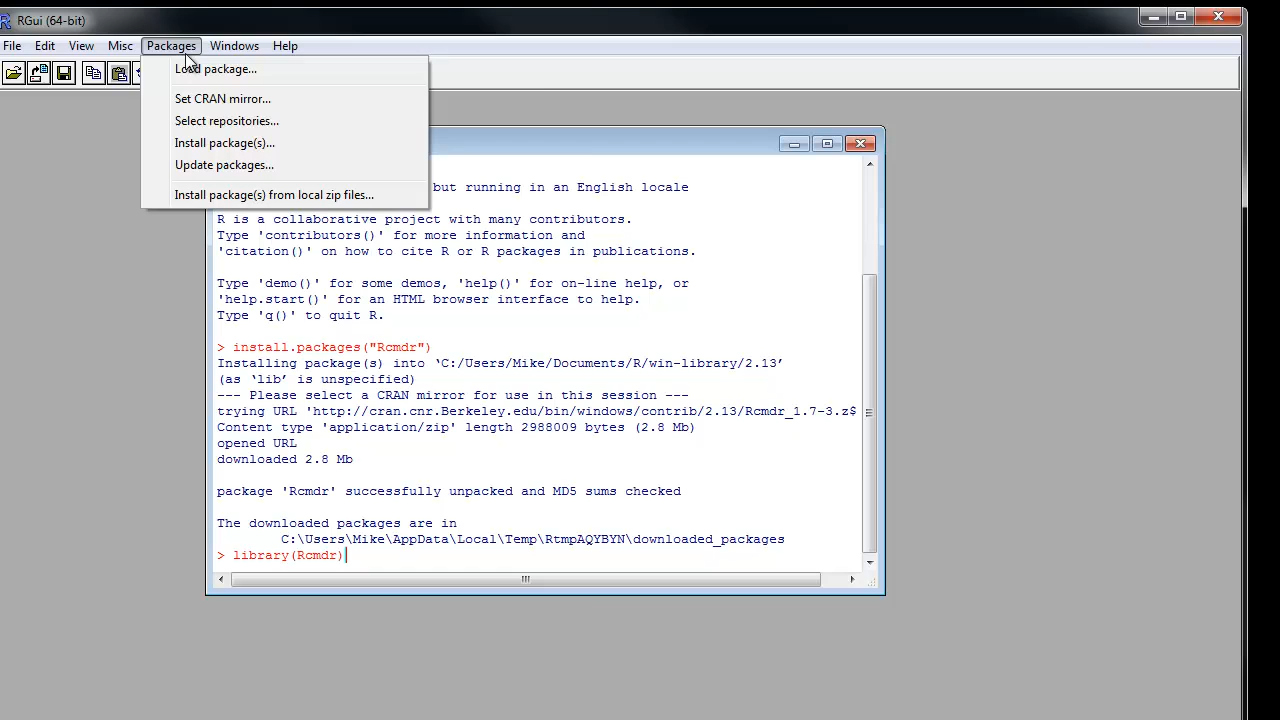 RGui (64-bit)
File Edit View Misc Packages Windows Help
Load package...
Set CRAN mirror...
Select repositories...
Install package(s)...
Update packages...
Install package(s) from local zip files...
but running in an English locale
R is a collaborative project with many contributors.
Type 'contributors()' for more information and
'citation()' on how to cite R or R packages in publications.
Type 'demo()' for some demos, 'help()' for on-line help, or
'help.start()' for an HTML browser interface to help.
Type 'q()' to quit R.
> install.packages("Rcmdr")
Installing package(s) into ‘C:/Users/Mike/Documents/R/win-library/2.13’
(as ‘lib’ is unspecified)
--- Please select a CRAN mirror for use in this session ---
trying URL 'http://cran.cnr.Berkeley.edu/bin/windows/contrib/2.13/Rcmdr_1.7-3.z$
Content type 'application/zip' length 2988009 bytes (2.8 Mb)
opened URL
downloaded 2.8 Mb
package 'Rcmdr' successfully unpacked and MD5 sums checked
The downloaded packages are in
C:\Users\Mike\AppData\Local\Temp\RtmpAQYBYN\downloaded_packages
> library(Rcmdr)